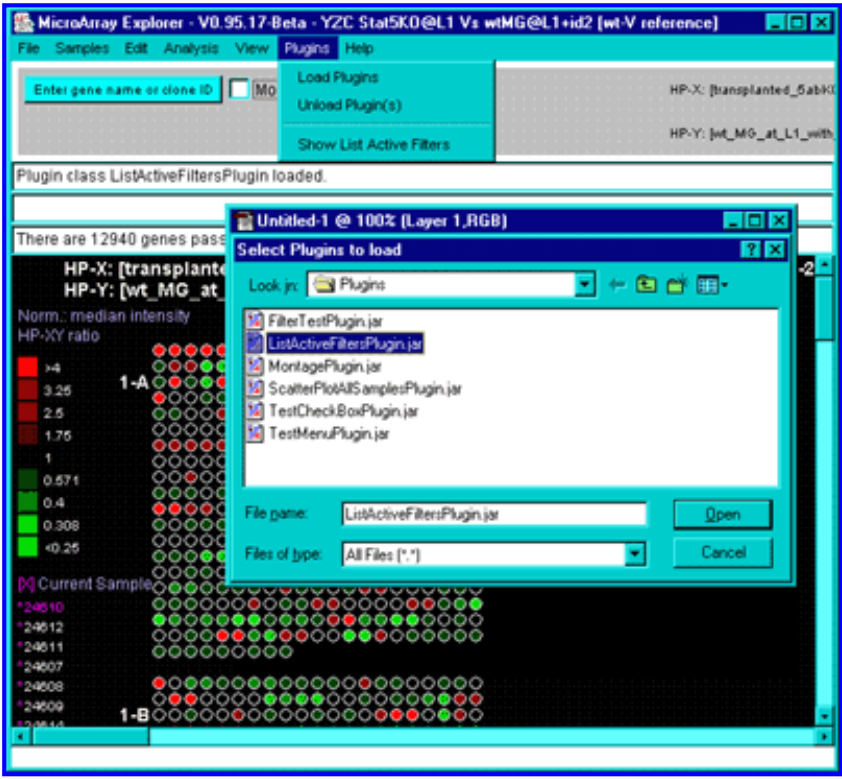 MicroArray Explorer - V0.95.17-Beta - YZC Stat5KO@L1 Vs wtMG@L1+id2 [wt-V reference]
File Samples Edit Analysis View Plugins Help
Load Plugins
Unload Plugin(s)
Show List Active Filters
Enter gene name or clone ID
Mo
HP-X: [transplanted_5abKO
HP-Y: [wt_MG_at_L1_with_
Plugin class ListActiveFiltersPlugin loaded.
There are 12940 genes pass
Untitled-1 @ 100% (Layer 1,RGB)
Select Plugins to load
Look in: Plugins
FilterTestPlugin.jar
ListActiveFiltersPlugin.jar
MontagePlugin.jar
ScatterPlotAllSamplesPlugin.jar
TestCheckBoxPlugin.jar
TestMenuPlugin.jar
File name: ListActiveFiltersPlugin.jar
Open
Files of type: All Files (*.*)
Cancel
HP-X: [transplante
-2
HP-Y: [wt_MG_at_
Norm.: median intensity
HP-XY ratio
>4
1-A
3.25
2.5
1.75
1
0.571
0.4
0.308
<0.25
Current Sample
*24610
*24612
*24611
*24607
*24608
*24609
1-B